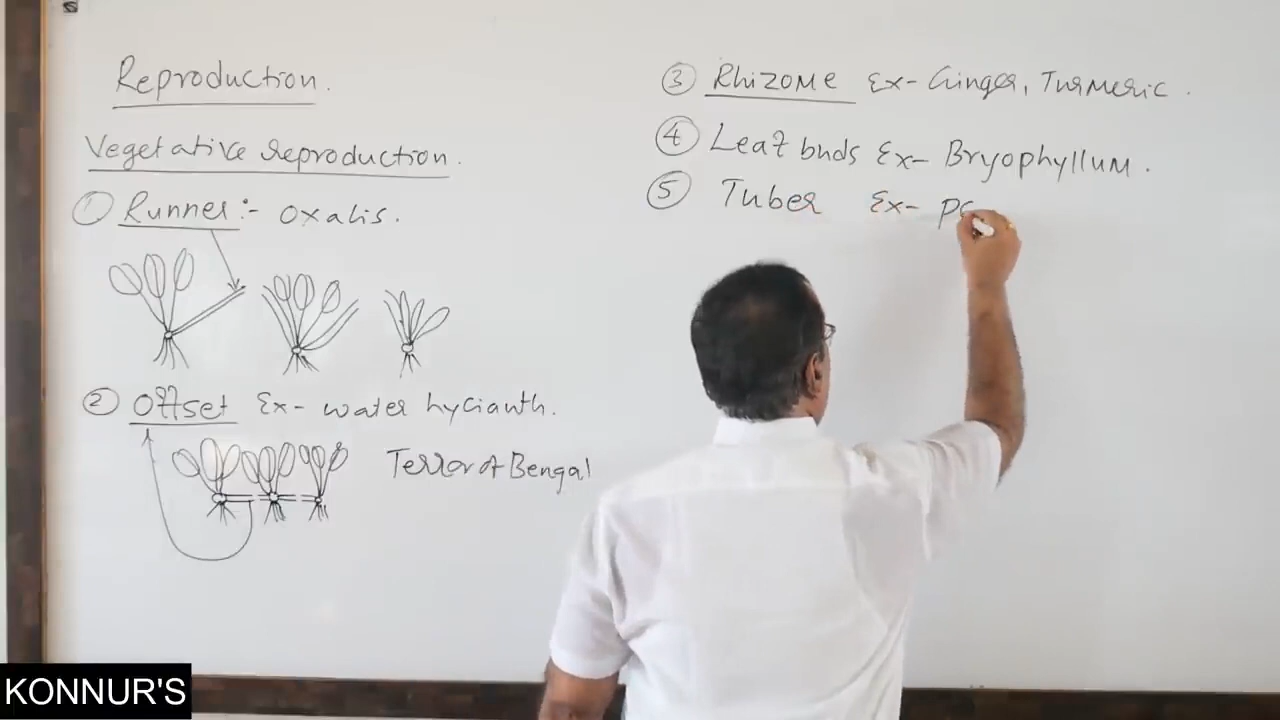 Reproduction.
Vegetative reproduction.
① Runner :- Oxalis.
② Offset Ex- water hycianth.
Terror of Bengal
③ Rhizome Ex- Ginger, Turmeric.
④ Leaf buds Ex- Bryophyllum.
⑤ Tuber Ex-
KONNUR'S